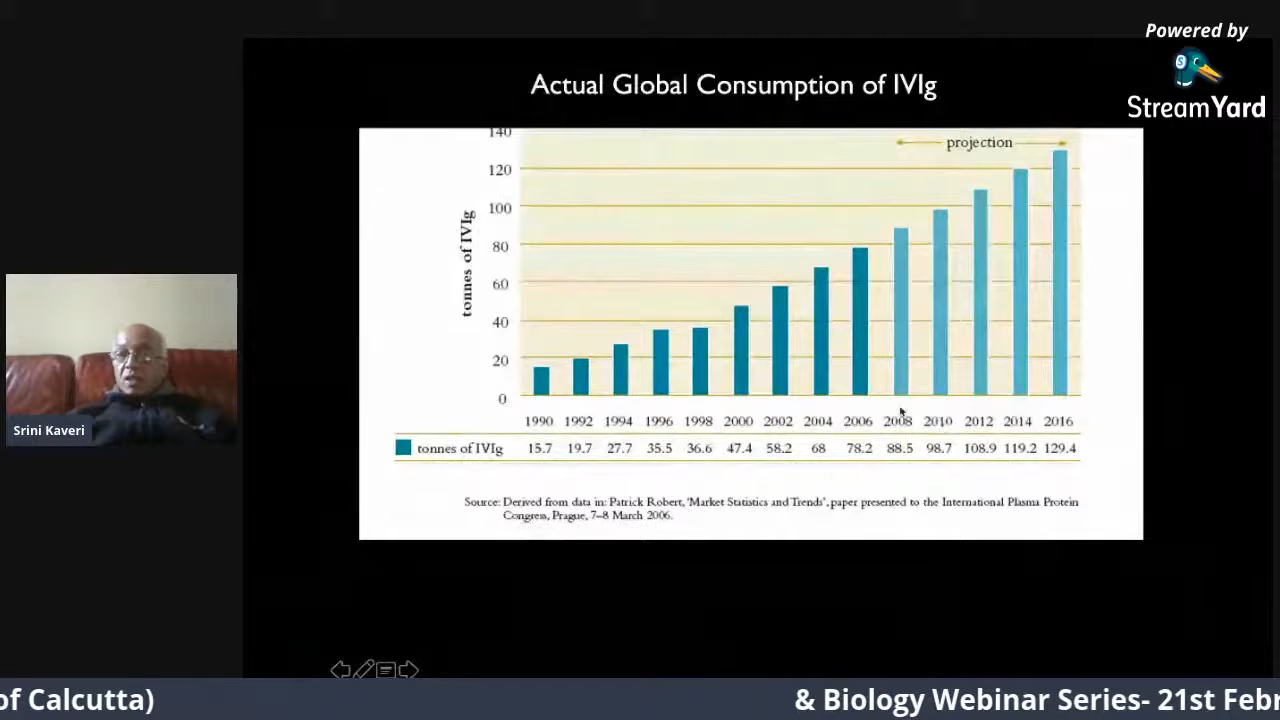 Powered by
StreamYard
Actual Global Consumption of IVIg
140
projection
120
100
80
60
40
20
0
tonnes of IVIg
1990 1992 1994 1996 1998 2000 2002 2004 2006 2008 2010 2012 2014 2016
tonnes of IVIg 15.7 19.7 27.7 35.5 36.6 47.4 58.2 68 78.2 88.5 98.7 108.9 119.2 129.4
Source: Derived from data in: Patrick Robert, 'Market Statistics and Trends', paper presented to the International Plasma Protein
Congress, Prague, 7–8 March 2006.
Srini Kaveri
of Calcutta) & Biology Webinar Series- 21st Febr